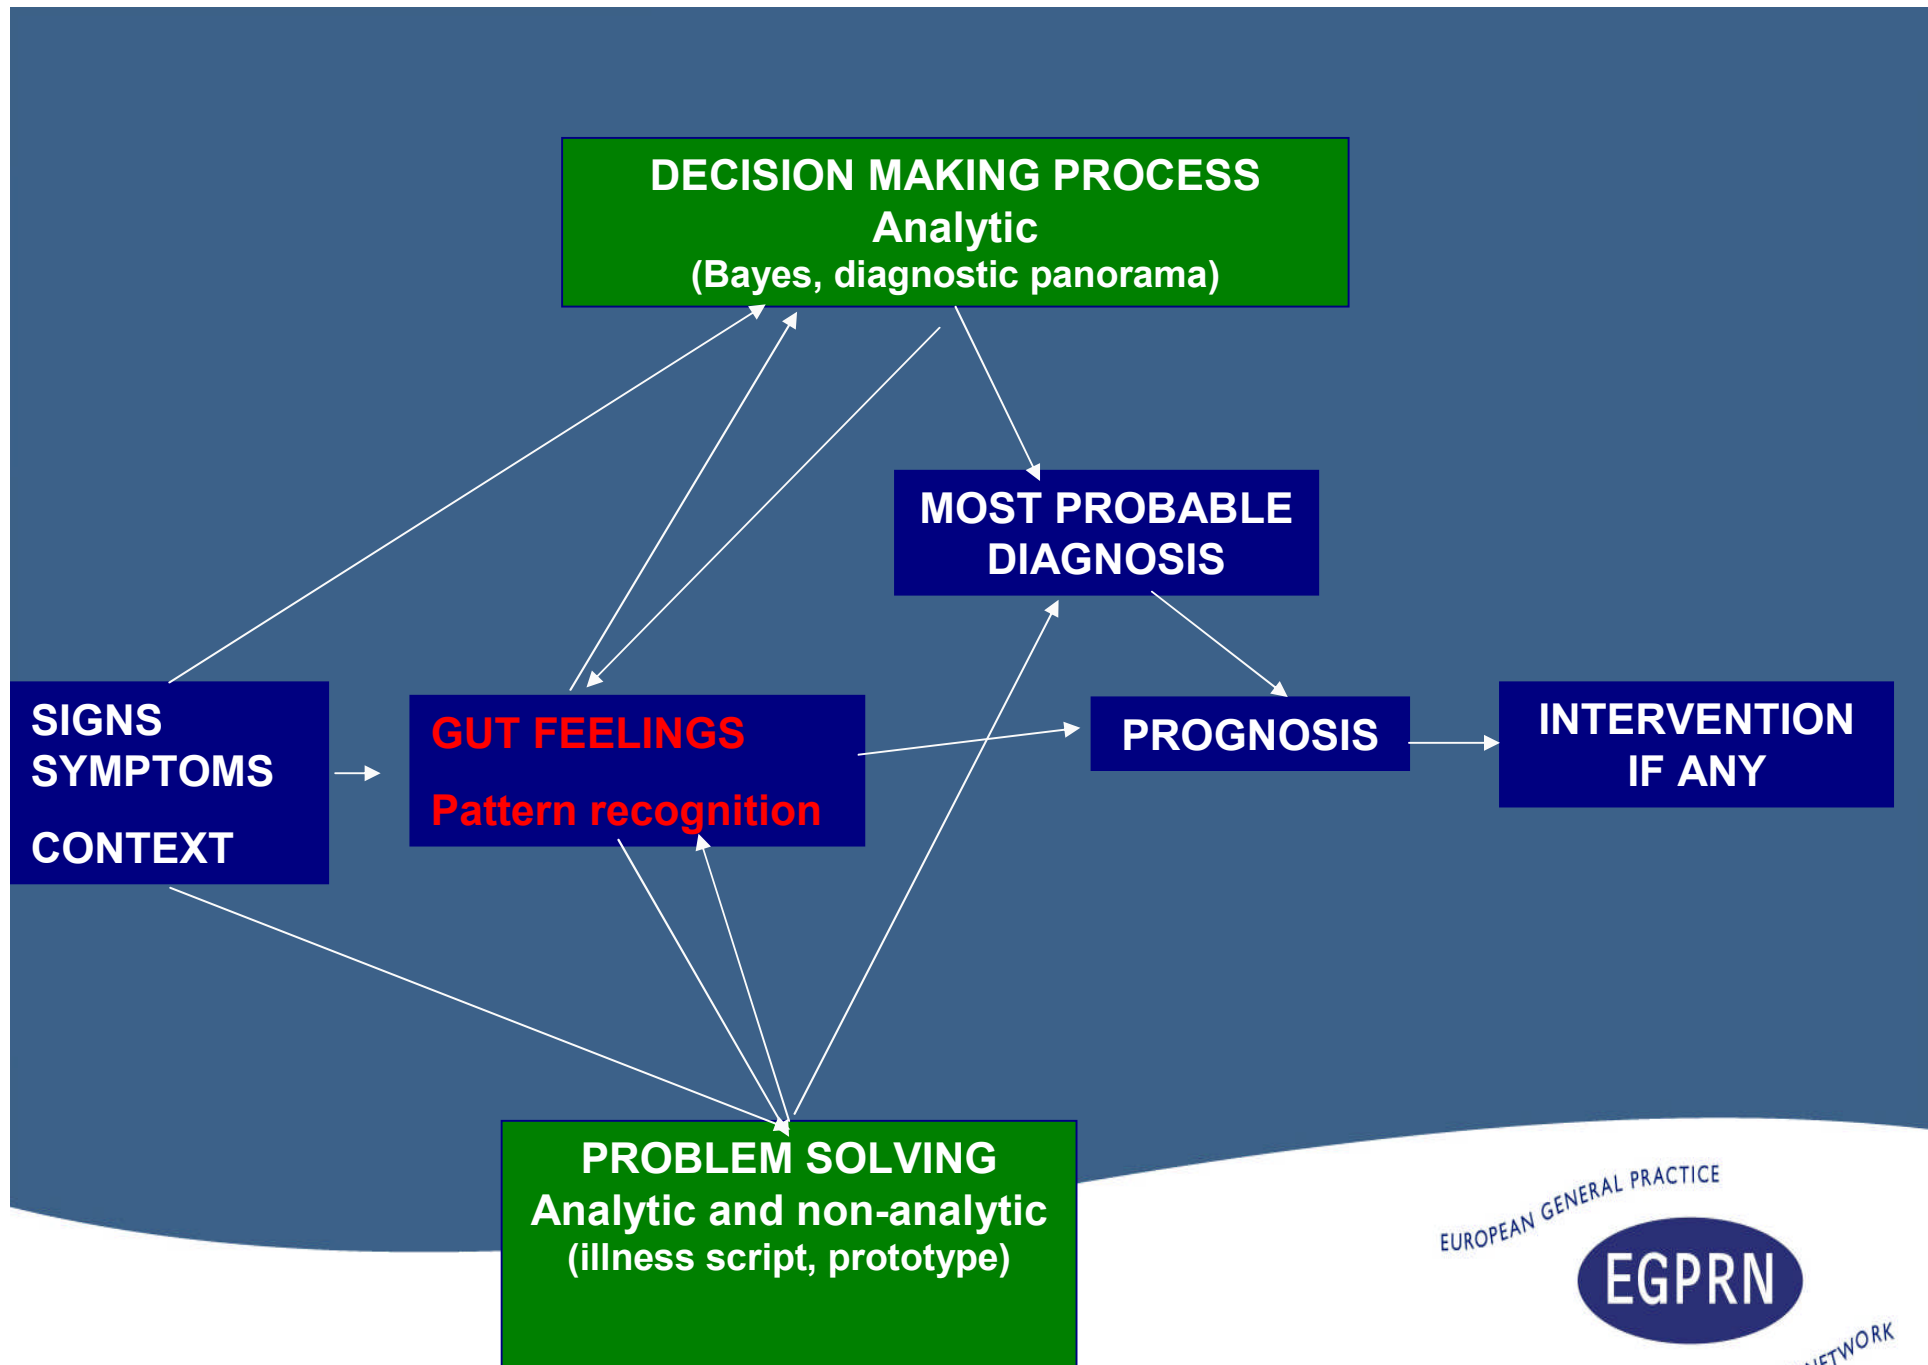 DECISION MAKING PROCESS
Analytic
(Bayes, diagnostic panorama)
MOST PROBABLE
DIAGNOSIS
SIGNS
SYMPTOMS
CONTEXT
GUT FEELINGS
Pattern recognition
PROGNOSIS
INTERVENTION
IF ANY
PROBLEM SOLVING
Analytic and non-analytic
(illness script, prototype)
EUROPEAN GENERAL PRACTICE
EGPRN